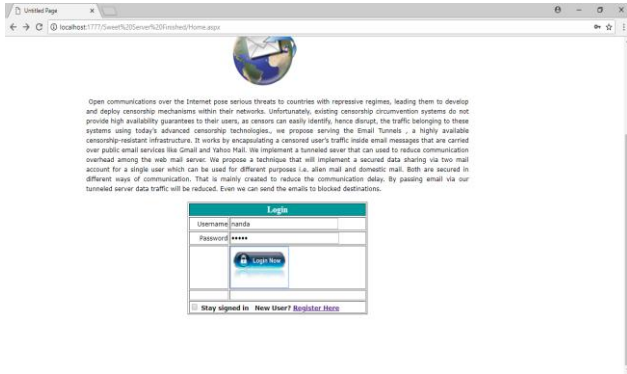 Untitled Page
localhost:1777/Sweet%20Server%20Finished/Home.aspx
Open communications over the Internet pose serious threats to countries with repressive regimes, leading them to develop
and deploy censorship mechanisms within their networks. Unfortunately, existing censorship circumvention systems do not
provide high availability guarantees to their users, as censors can easily identify, hence disrupt, the traffic belonging to these
systems using today's advanced censorship technologies., we propose serving the Email Tunnels , a highly available
censorship-resistant infrastructure. It works by encapsulating a censored user's traffic inside email messages that are carried
over public email services like Gmail and Yahoo Mail. We implement a tunneled server that can used to reduce communication
overhead among the web mail server. We propose a technique that will implement a secured data sharing via two mail
account for a single user which can be used for different purposes i.e, alien mail and domestic mail. Both are secured in
different ways of communication. That is mainly created to reduce the communication delay. By passing email via our
tunneled server data traffic will be reduced. Even we can send the emails to blocked destinations.
Login
Username nanda
Password •••••
Login Now
Stay signed in New User? Register Here